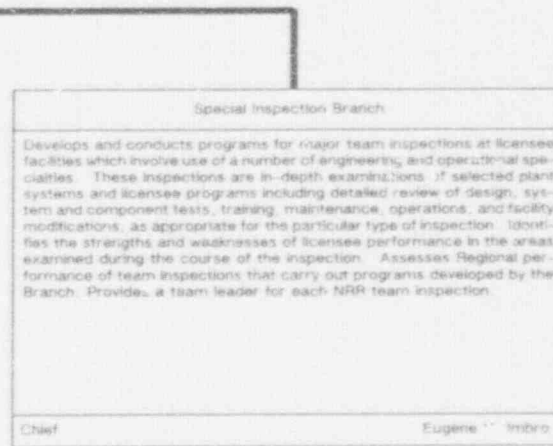 Special Inspection Branch
Develops and conducts programs for major team inspections at licensee
facilities which involve use of a number of engineering and operational spe-
cialties. These inspections are in-depth examinations of selected plant
systems and licensee programs including detailed review of design, sys-
tem and component tests, training, maintenance, operations, and facility
modifications, as appropriate for the particular type of inspection. Identi-
fies the strengths and weaknesses of licensee performance in the areas
examined during the course of the inspection. Assesses Regional per-
formance of team inspections that carry out programs developed by the
Branch. Provides a team leader for each NRR team inspection.
Chief Eugene Imbro